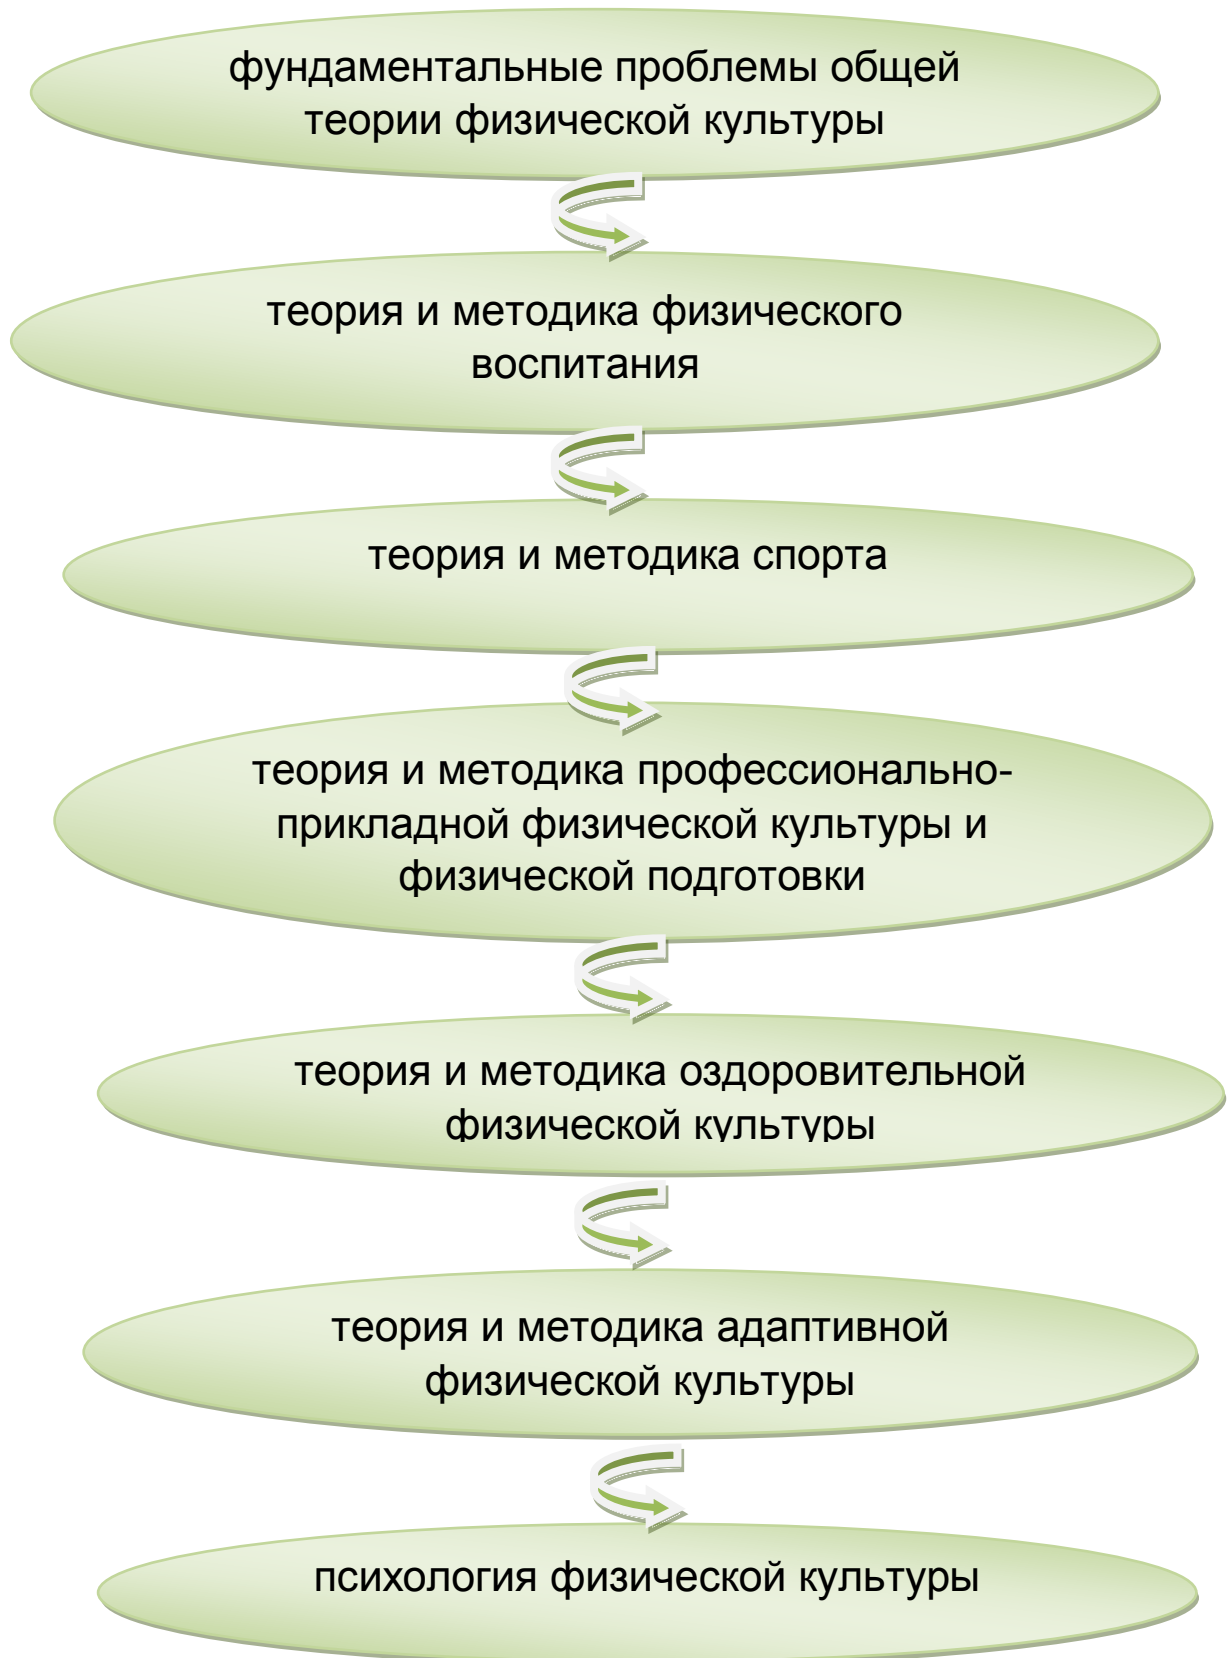 фундаментальные проблемы общей
теории физической культуры
теория и методика физического
воспитания
теория и методика спорта
теория и методика профессионально-
прикладной физической культуры и
физической подготовки
теория и методика оздоровительной
физической культуры
теория и методика адаптивной
физической культуры
психология физической культуры